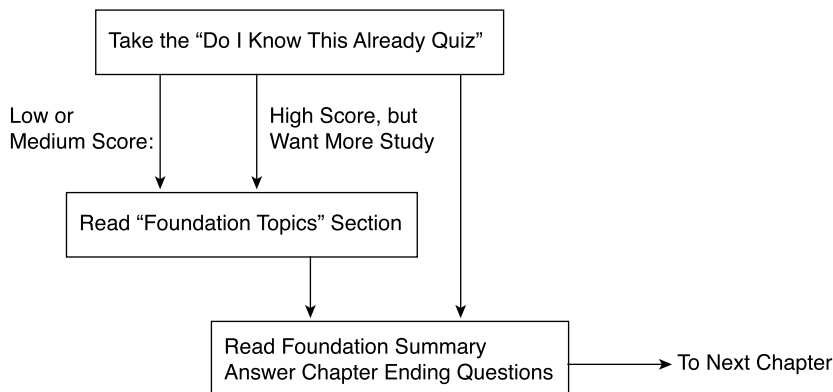 Take the “Do I Know This Already Quiz”
Low or
Medium Score:
High Score, but
Want More Study
Read “Foundation Topics” Section
Read Foundation Summary
Answer Chapter Ending Questions
To Next Chapter